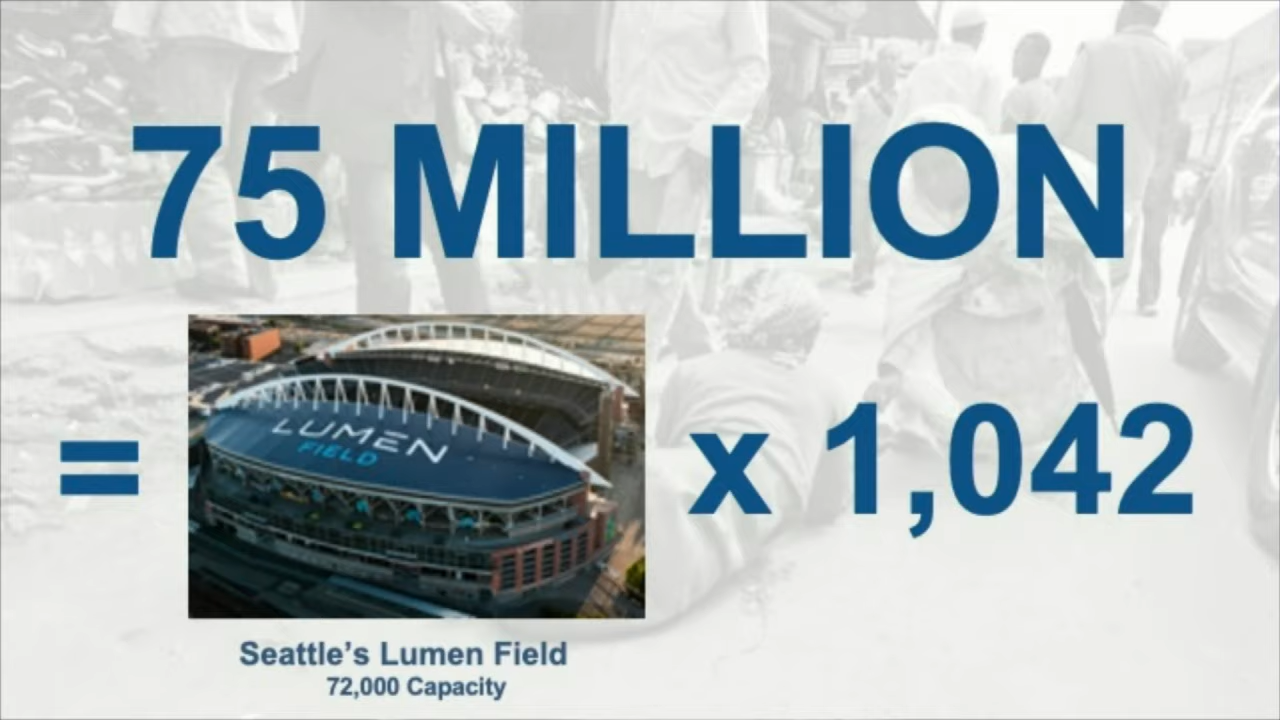 75 MILLION
=
LUMEN
FIELD
x 1,042
Seattle's Lumen Field
72,000 Capacity